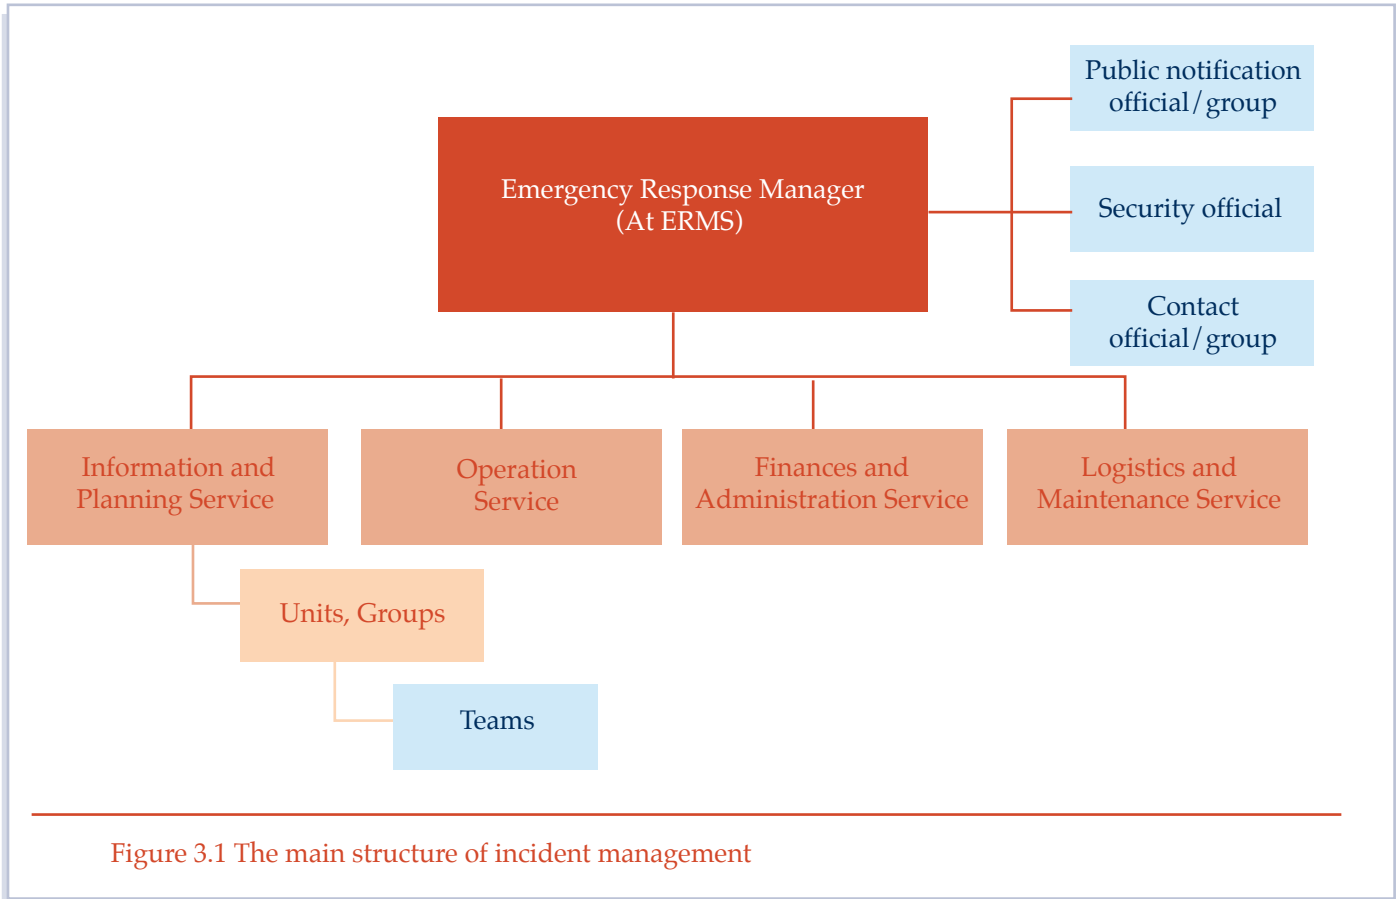 Public notification
official/group
Emergency Response Manager
(At ERMS)
Security official
Contact
official/group
Information and
Planning Service
Operation
Service
Finances and
Administration Service
Logistics and
Maintenance Service
Units, Groups
Teams
Figure 3.1 The main structure of incident management